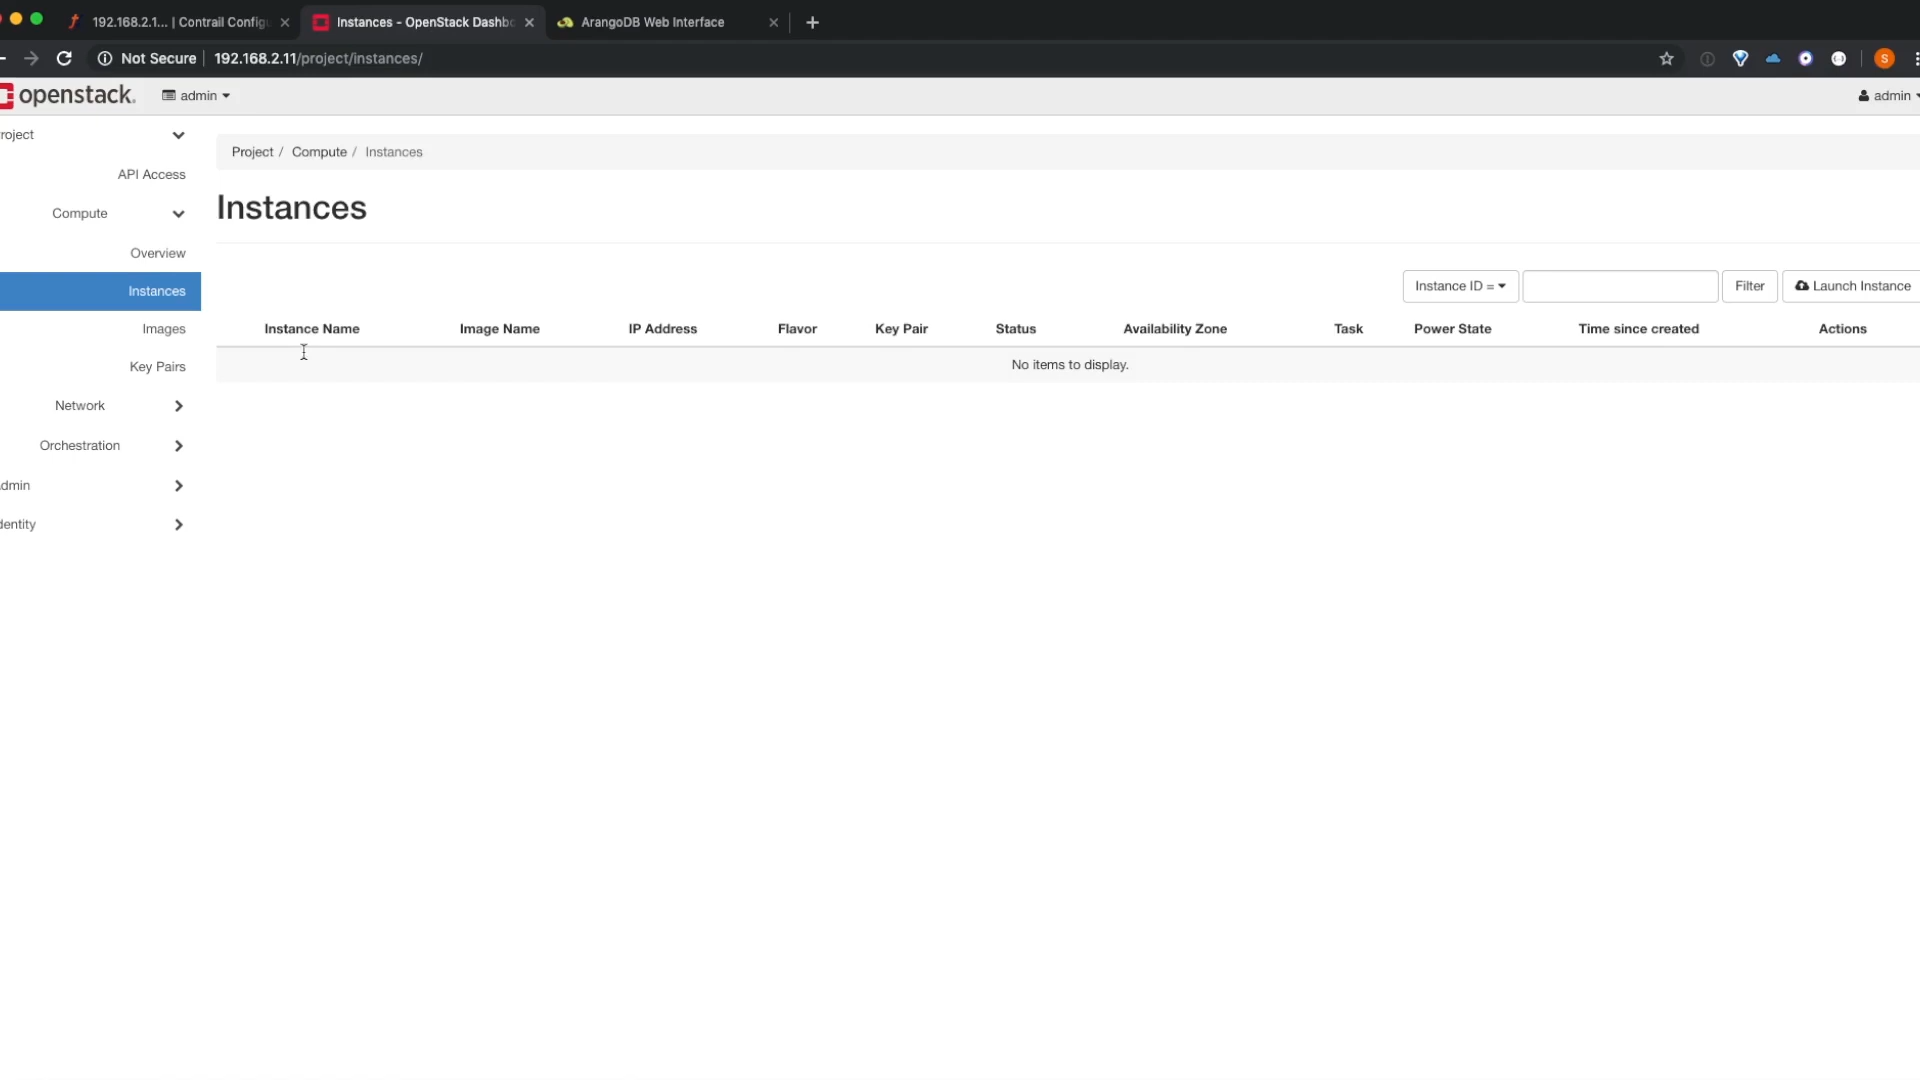 192.168.2.1... | Contrail Configu
Instances - OpenStack Dashbo
ArangoDB Web Interface
Not Secure
192.168.2.11/project/instances/
S
openstack.
admin
admin
roject
API Access
Compute
Overview
Instances
Images
Key Pairs
Network
Orchestration
dmin
dentity
Project / Compute / Instances
Instances
Instance ID =
Filter
Launch Instance
Instance Name Image Name IP Address Flavor Key Pair Status Availability Zone Task Power State Time since created Actions
No items to display.